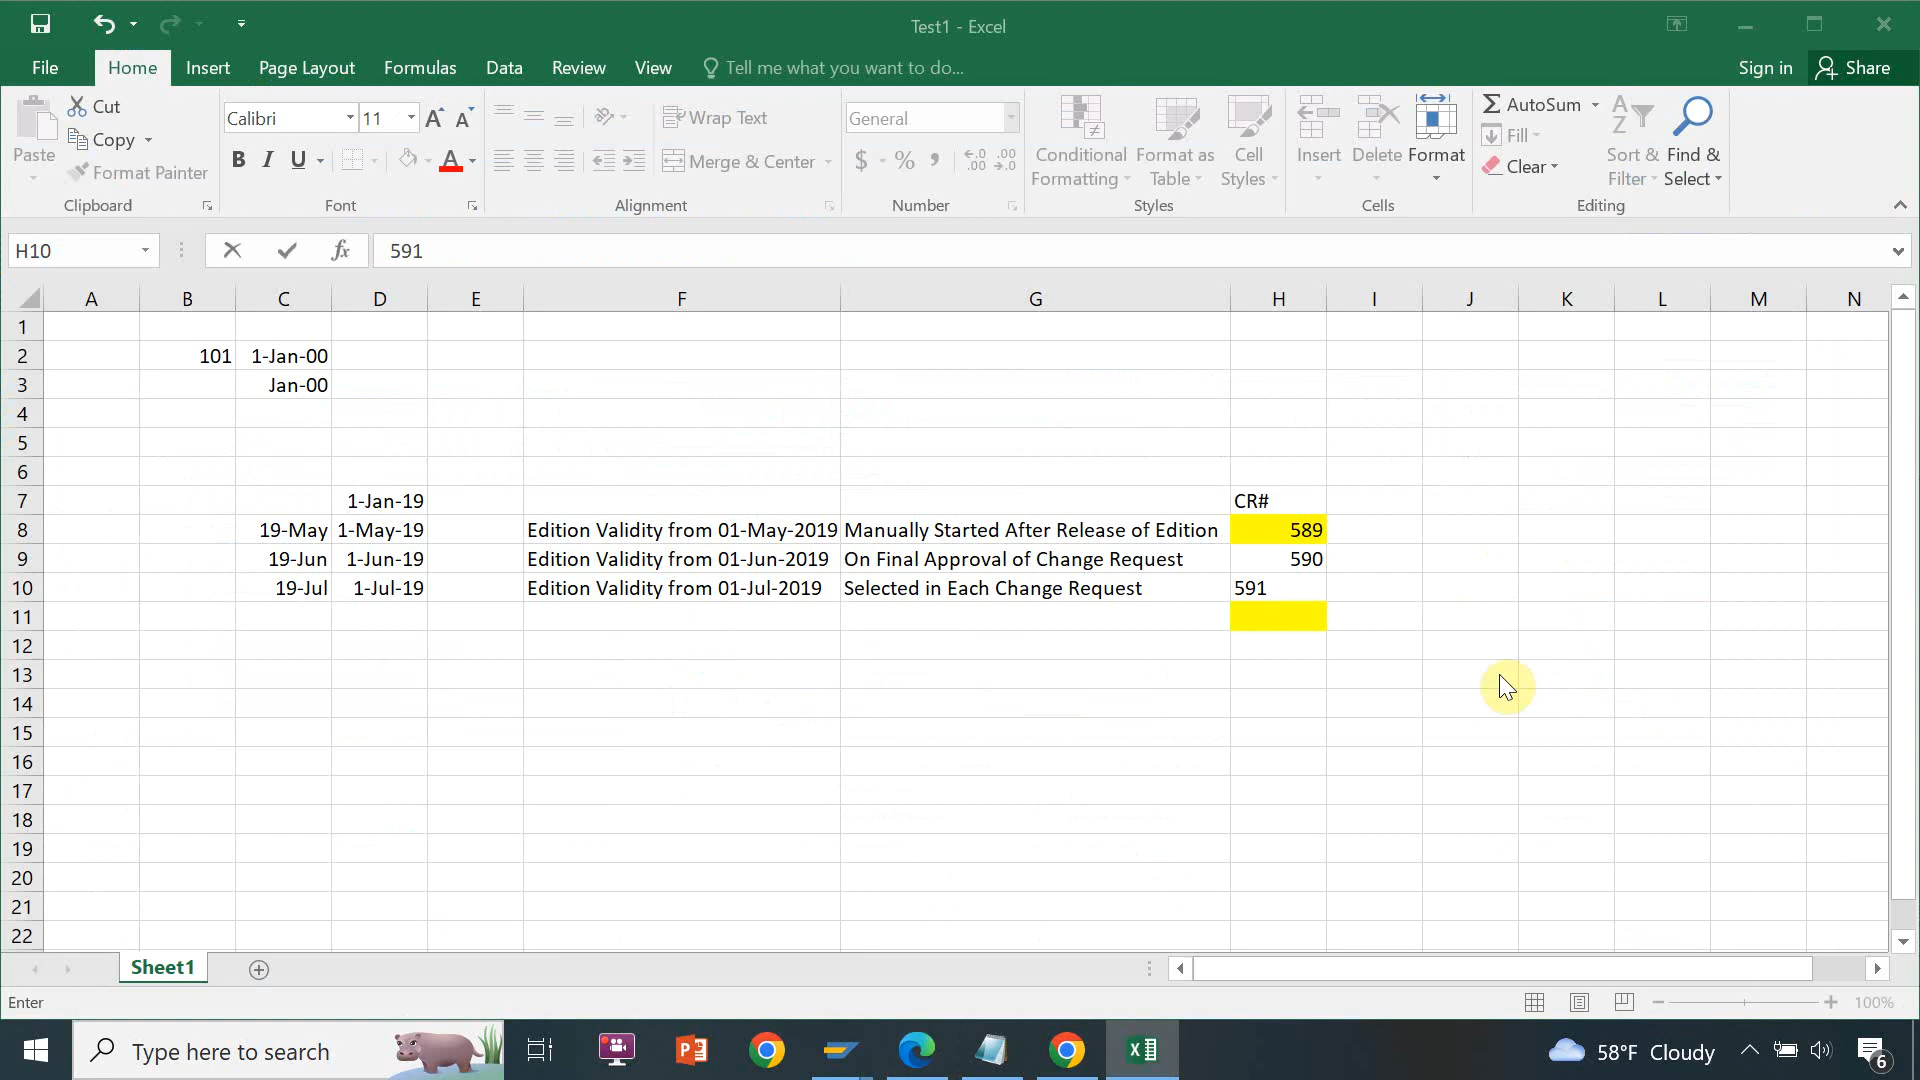 Test1 - Excel
File Home Insert Page Layout Formulas Data Review View Tell me what you want to do... Sign in Share
Paste
Cut
Copy
Format Painter
Clipboard
Calibri 11 A A
B I U A
Font
Wrap Text
Merge & Center
Alignment
General
$ % , .0 .00 .00 .0
Number
Conditional Formatting
Format as Table
Cell Styles
Styles
Insert Delete Format
Cells
AutoSum
Fill
Clear
A Z
Sort & Filter
Find & Select
Editing
H10 fx 591
A B C D E F G H I J K L M N
1
2 101 1-Jan-00
3 Jan-00
4
5
6
7 1-Jan-19 CR#
8 19-May 1-May-19 Edition Validity from 01-May-2019 Manually Started After Release of Edition 589
9 19-Jun 1-Jun-19 Edition Validity from 01-Jun-2019 On Final Approval of Change Request 590
10 19-Jul 1-Jul-19 Edition Validity from 01-Jul-2019 Selected in Each Change Request 591
11
12
13
14
15
16
17
18
19
20
21
22
Sheet1
Enter 100%
Type here to search
58°F Cloudy 6